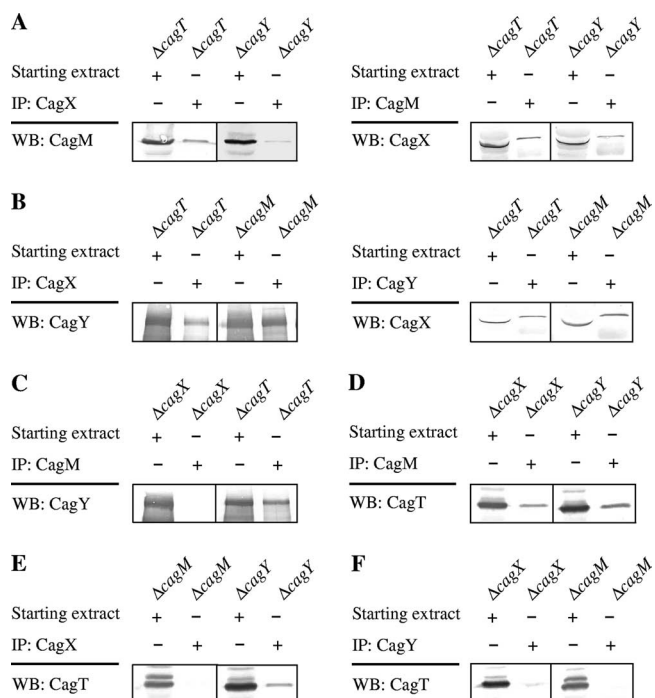 A
ΔcagT ΔcagT ΔcagY ΔcagY
Starting extract + − + −
IP: CagX − + − +
WB: CagM
ΔcagT ΔcagT ΔcagY ΔcagY
Starting extract + − + −
IP: CagM − + − +
WB: CagX
B
ΔcagT ΔcagT ΔcagM ΔcagM
Starting extract + − + −
IP: CagX − + − +
WB: CagY
ΔcagT ΔcagT ΔcagM ΔcagM
Starting extract + − + −
IP: CagY − + − +
WB: CagX
C
ΔcagX ΔcagX ΔcagT ΔcagT
Starting extract + − + −
IP: CagM − + − +
WB: CagY
D
ΔcagX ΔcagX ΔcagY ΔcagY
Starting extract + − + −
IP: CagM − + − +
WB: CagT
E
ΔcagM ΔcagM ΔcagY ΔcagY
Starting extract + − + −
IP: CagX − + − +
WB: CagT
F
ΔcagX ΔcagX ΔcagM ΔcagM
Starting extract + − + −
IP: CagY − + − +
WB: CagT